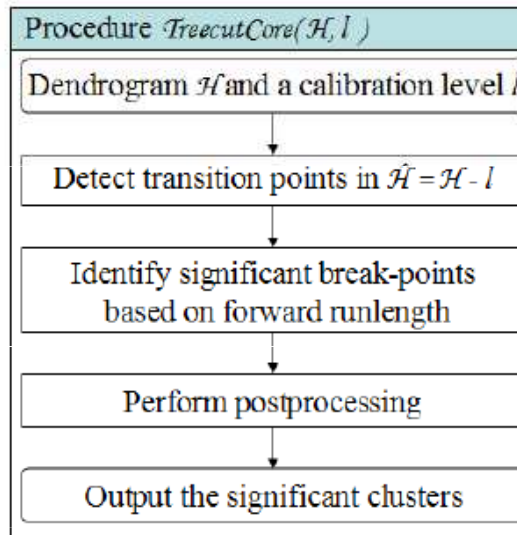 Procedure TreecutCore(ℋ, l)
Dendrogram ℋ and a calibration level l
Detect transition points in Ĥ = ℋ - l
Identify significant break-points
based on forward runlength
Perform postprocessing
Output the significant clusters